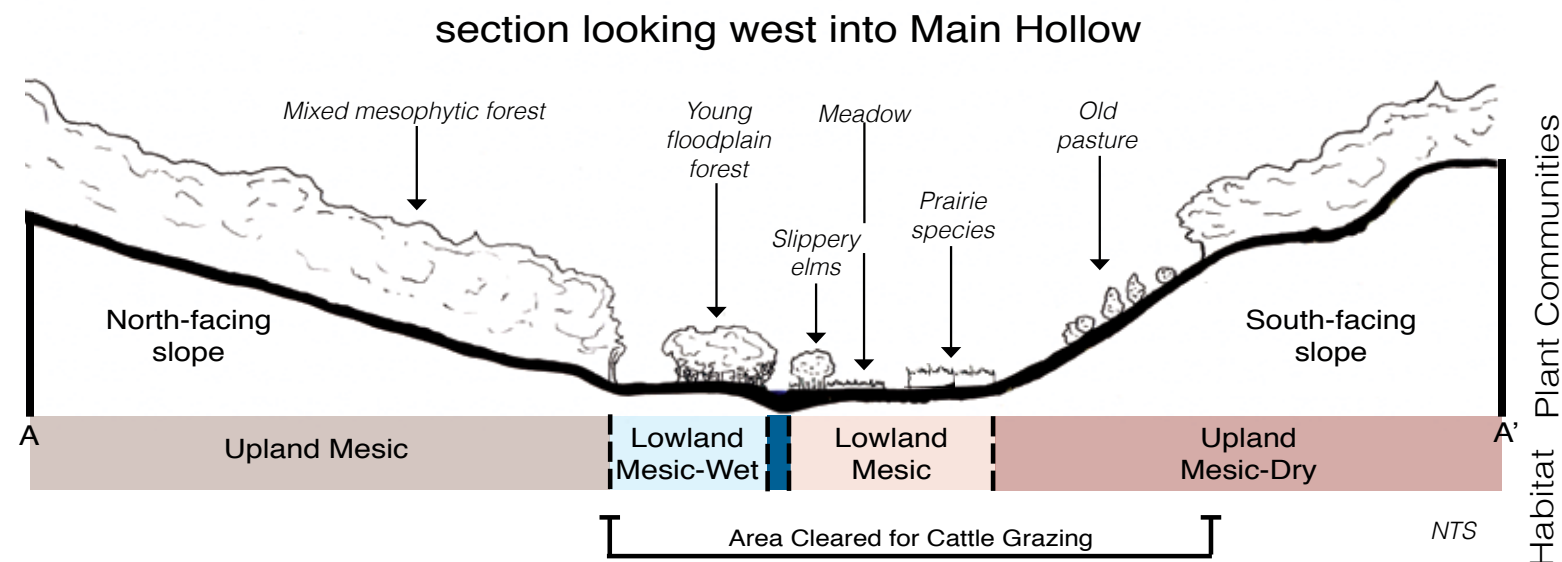 section looking west into Main Hollow
Mixed mesophytic forest
Young
floodplain
forest
Meadow
Old
pasture
Prairie
species
Slippery
elms
North-facing
slope
South-facing
slope
Plant Communities
A
A’
Upland Mesic
Lowland
Mesic-Wet
Lowland
Mesic
Upland
Mesic-Dry
Habitat
Area Cleared for Cattle Grazing
NTS